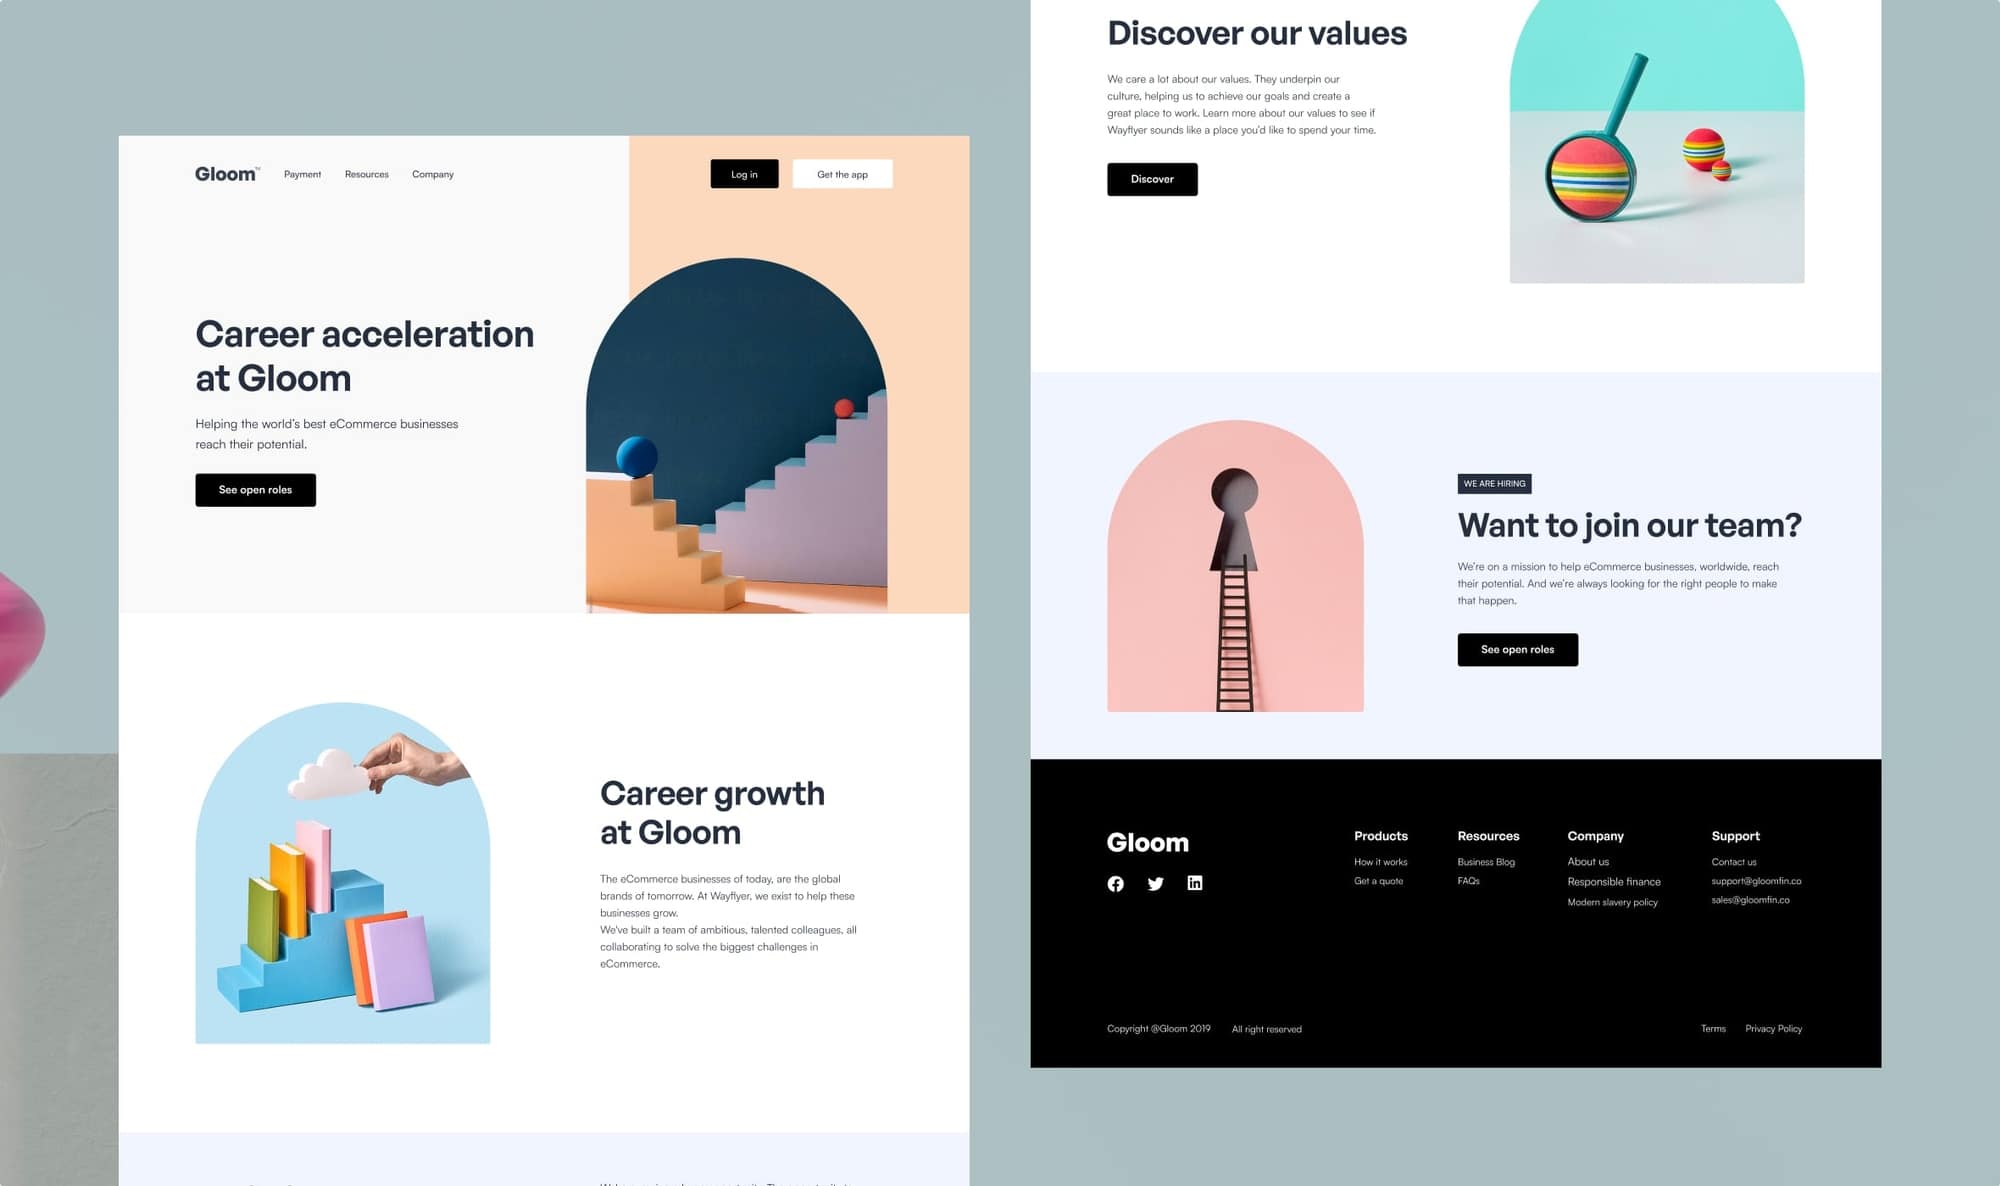 Gloom™
Payment
Resources
Company
Log in
Get the app
Career acceleration
at Gloom
Helping the world's best eCommerce businesses
reach their potential.
See open roles
Career growth
at Gloom
The eCommerce businesses of today, are the global
brands of tomorrow. At Wayflyer, we exist to help these
businesses grow.
We've built a team of ambitious, talented colleagues, all
collaborating to solve the biggest challenges in
eCommerce.
Discover our values
We care a lot about our values. They underpin our
culture, helping us to achieve our goals and create a
great place to work. Learn more about our values to see if
Wayflyer sounds like a place you'd like to spend your time.
Discover
WE ARE HIRING
Want to join our team?
We're on a mission to help eCommerce businesses, worldwide, reach
their potential. And we're always looking for the right people to make
that happen.
See open roles
Gloom
Products
How it works
Get a quote
Resources
Business Blog
FAQs
Company
About us
Responsible finance
Modern slavery policy
Support
Contact us
support@gloomfin.co
sales@gloomfin.co
Copyright @Gloom 2019
All right reserved
Terms
Privacy Policy